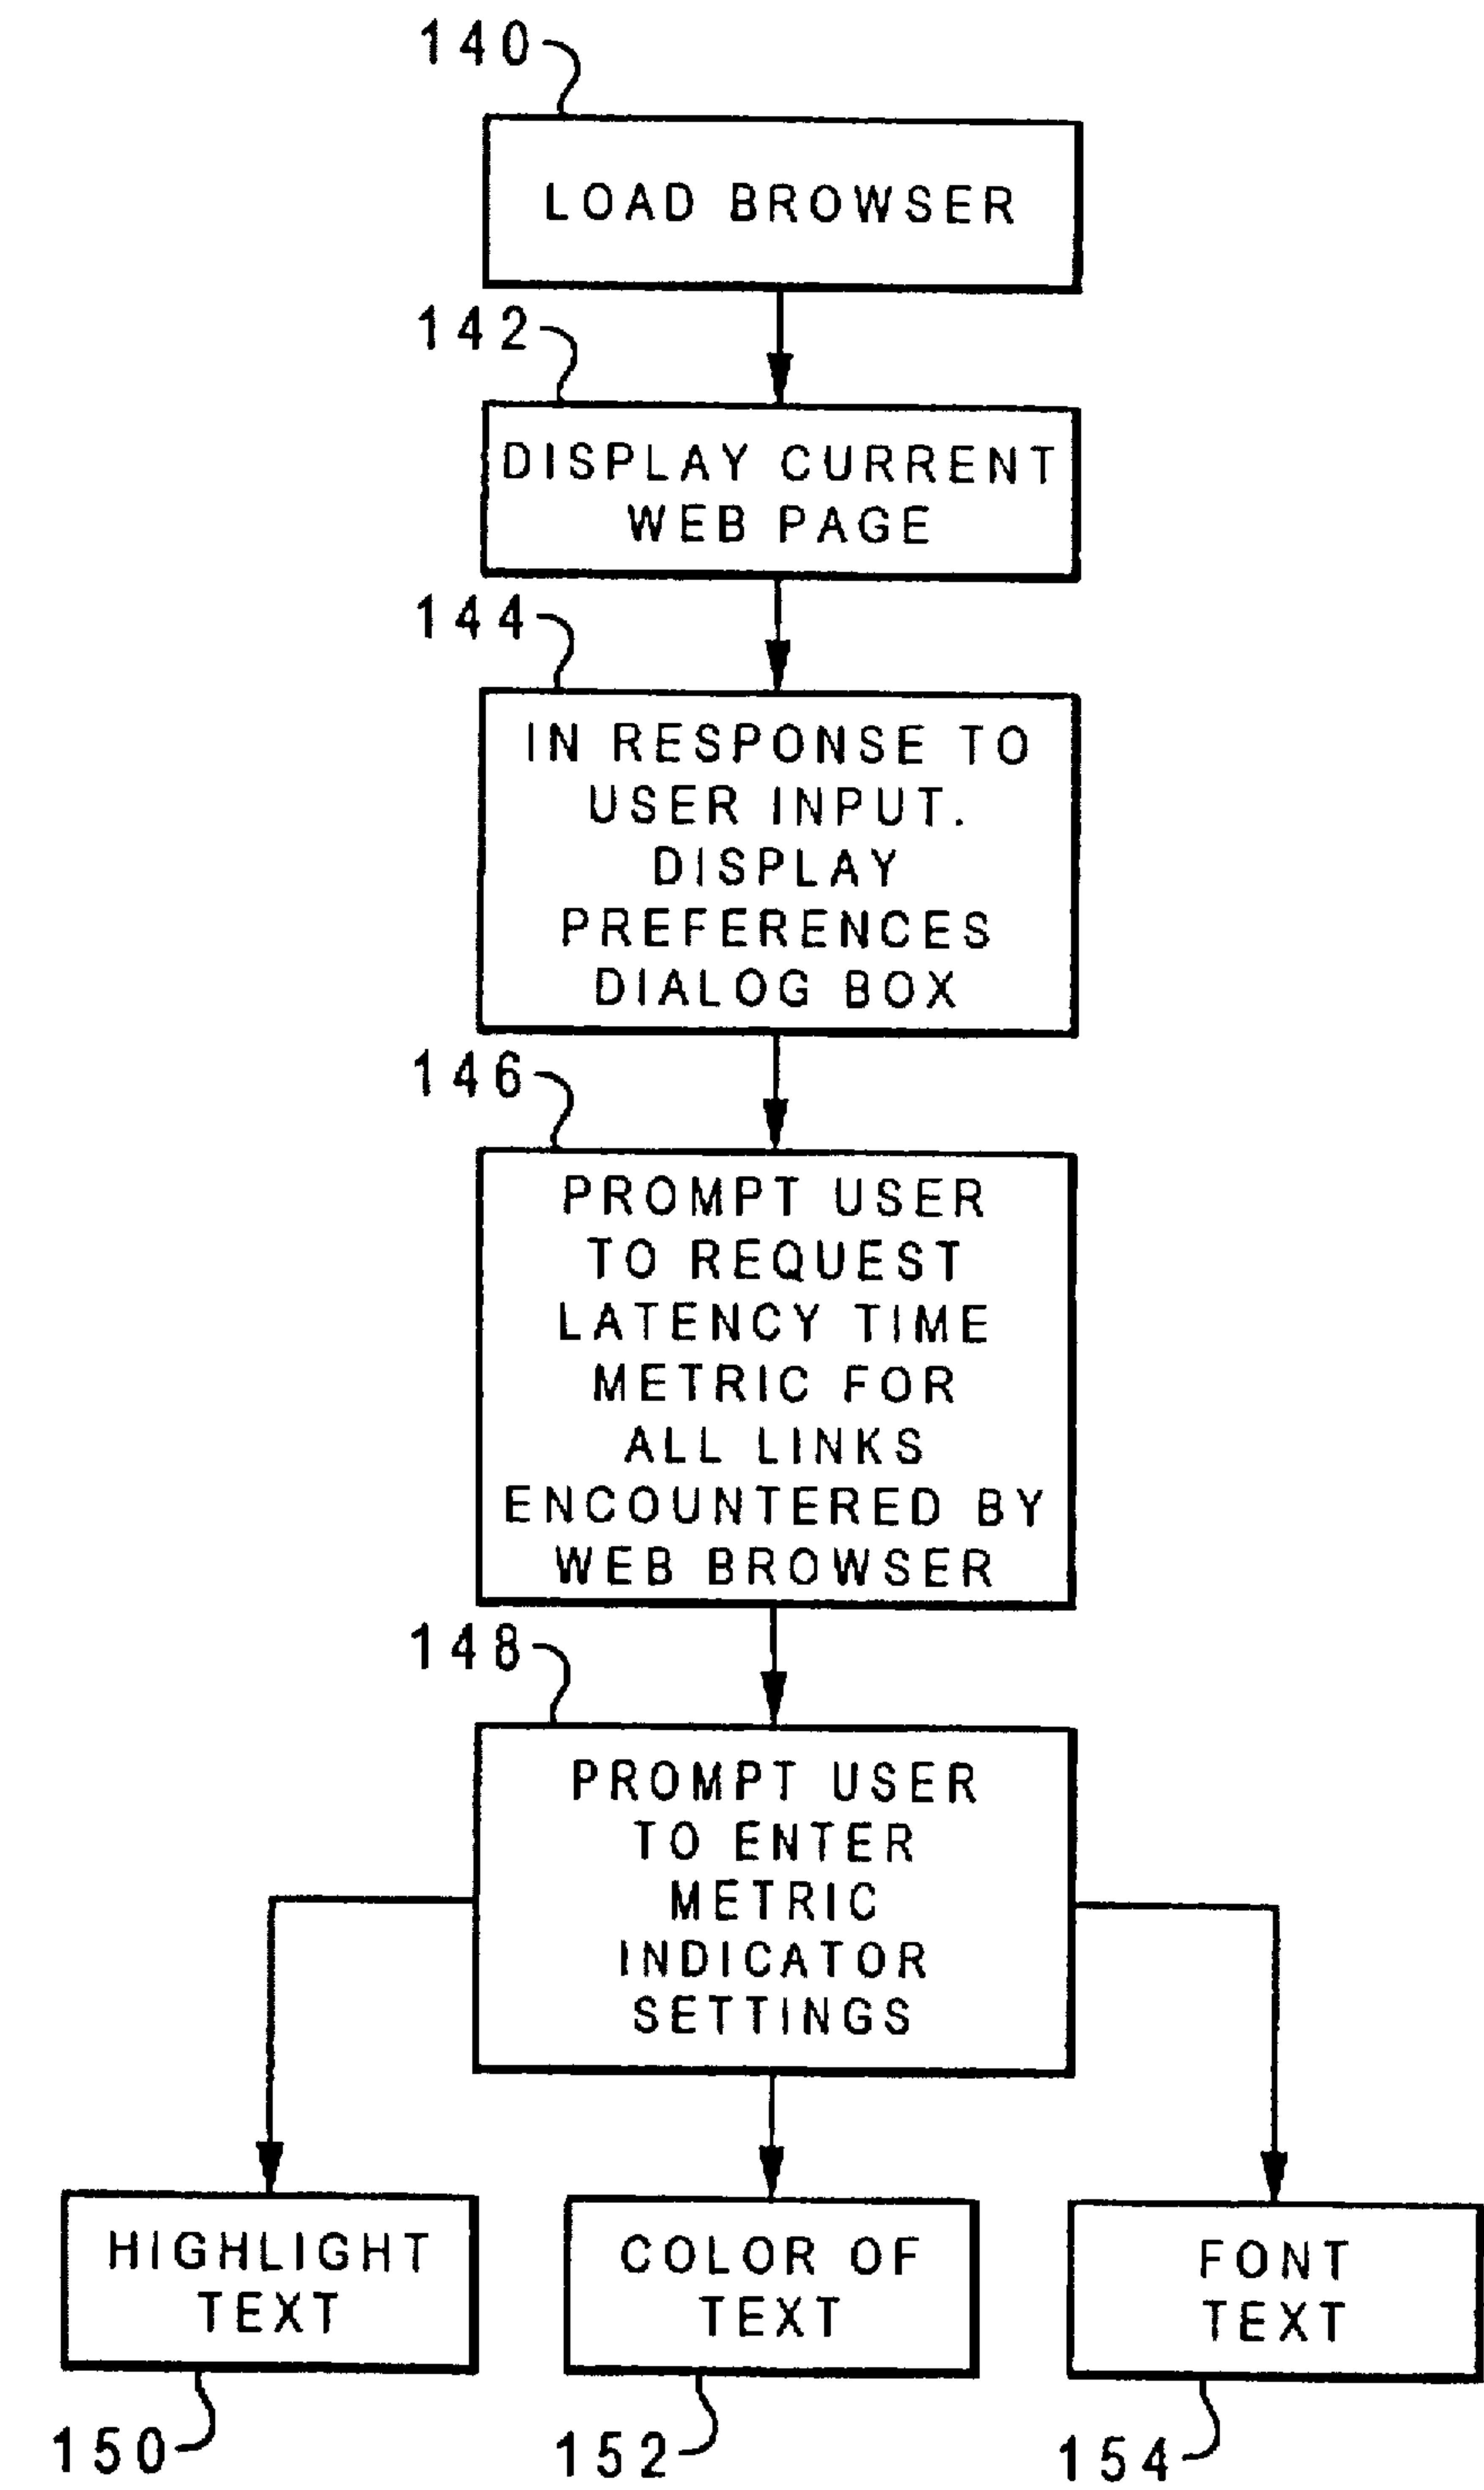 140
LOAD BROWSER
142
DISPLAY CURRENT
WEB PAGE
144
IN RESPONSE TO
USER INPUT.
DISPLAY
PREFERENCES
DIALOG BOX
146
PROMPT USER
TO REQUEST
LATENCY TIME
METRIC FOR
ALL LINKS
ENCOUNTERED BY
WEB BROWSER
148
PROMPT USER
TO ENTER
METRIC
INDICATOR
SETTINGS
HIGHLIGHT
TEXT
150
COLOR OF
TEXT
152
FONT
TEXT
154